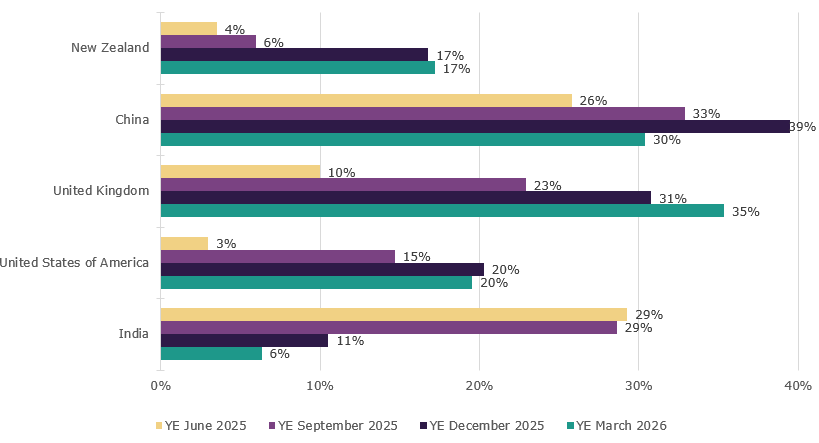 New Zealand
4%
6%
17%
17%
China
26%
33%
39%
30%
United Kingdom
10%
23%
31%
35%
United States of America
3%
15%
20%
20%
India
29%
29%
11%
6%
0% 10% 20% 30% 40%
YE June 2025 YE September 2025 YE December 2025 YE March 2026